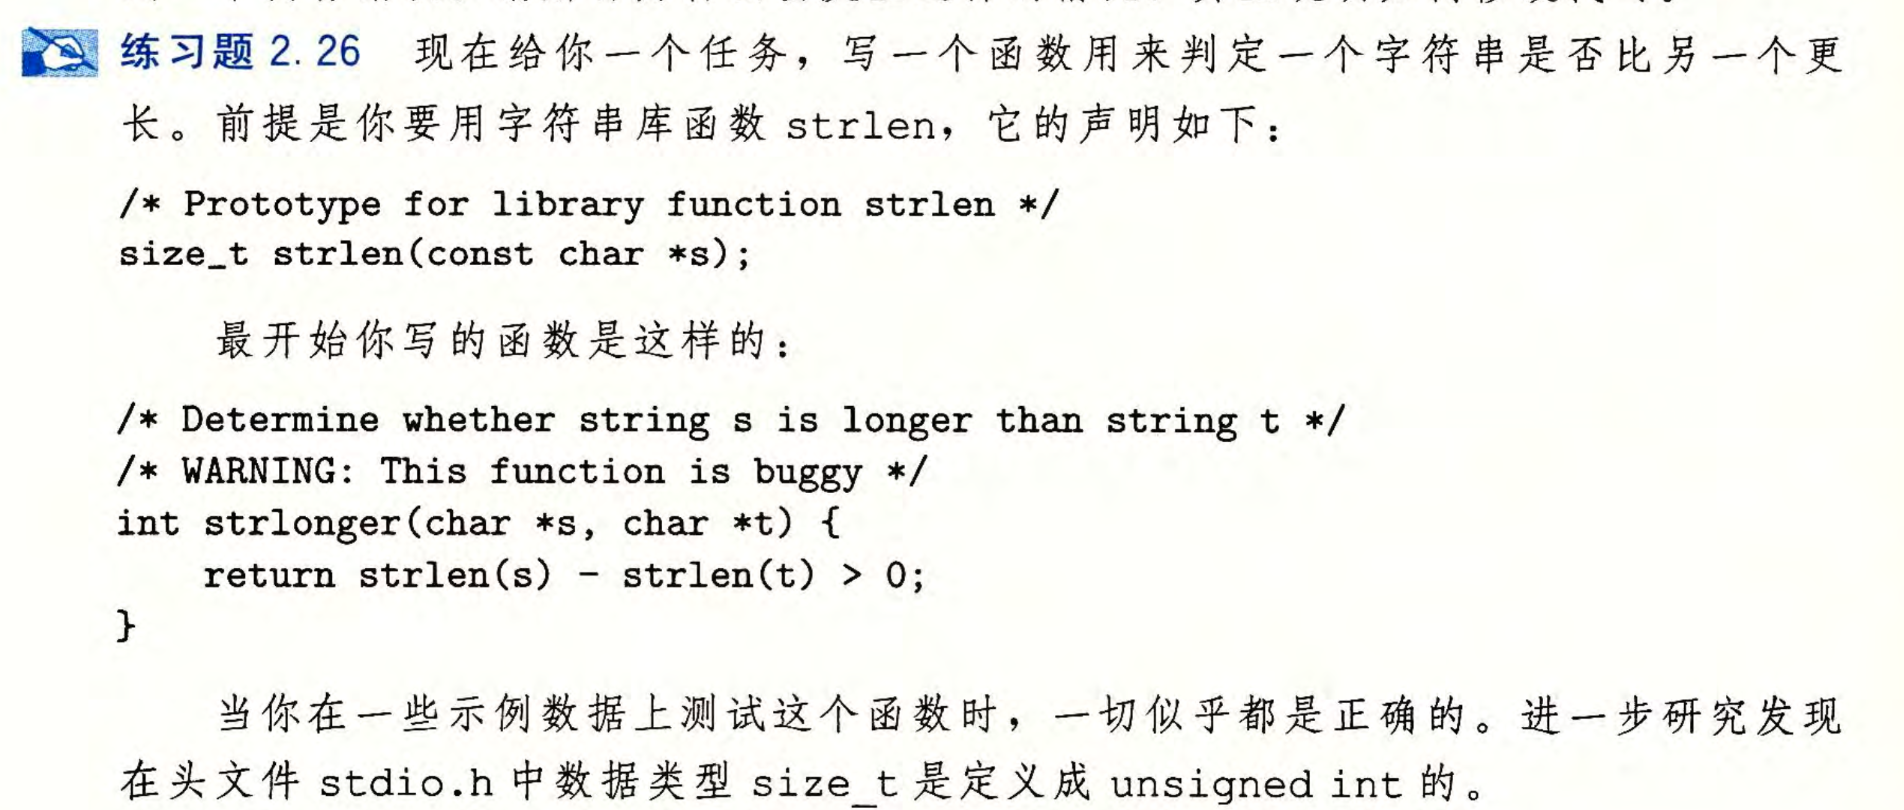 练习题 2.26 现在给你一个任务，写一个函数用来判定一个字符串是否比另一个更
长。前提是你要用字符串库函数 strlen，它的声明如下：
/* Prototype for library function strlen */
size_t strlen(const char *s);
最开始你写的函数是这样的：
/* Determine whether string s is longer than string t */
/* WARNING: This function is buggy */
int strlonger(char *s, char *t) {
    return strlen(s) - strlen(t) > 0;
}
当你在一些示例数据上测试这个函数时，一切似乎都是正确的。进一步研究发现
在头文件 stdio.h 中数据类型 size_t 是定义成 unsigned int 的。